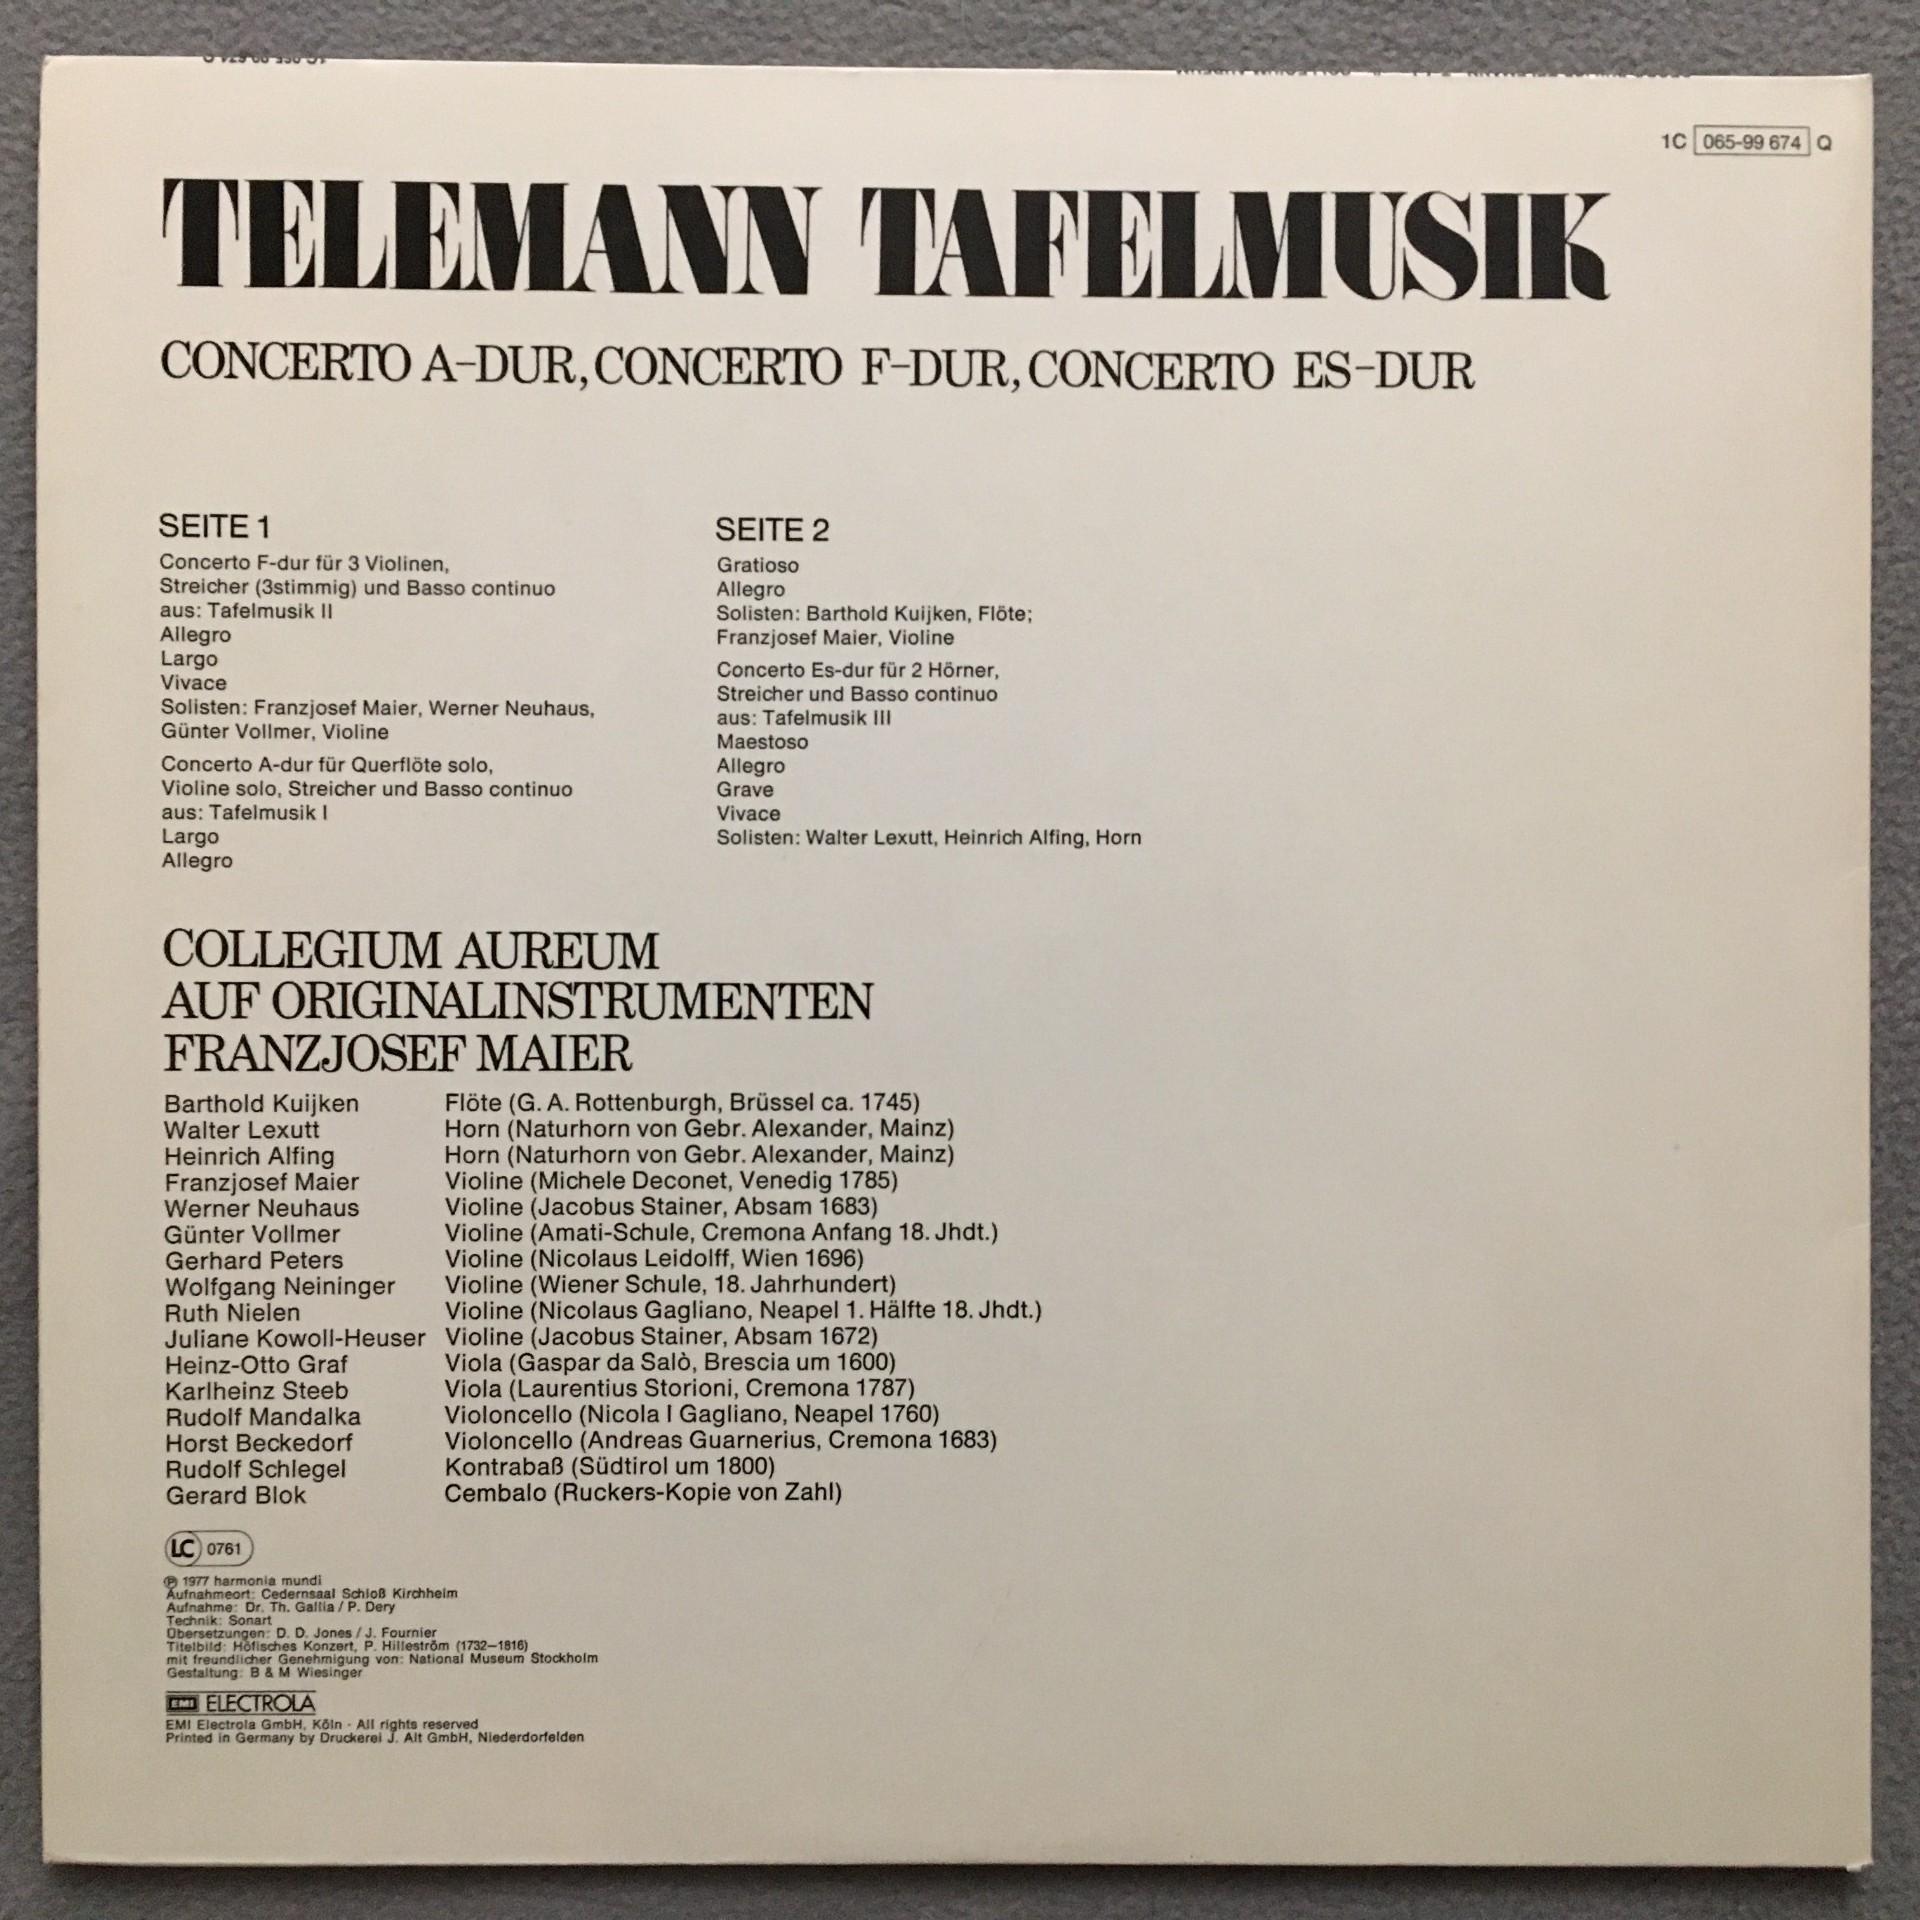 1C 065-99 674 Q
TELEMANN TAFELMUSIK
CONCERTO A-DUR, CONCERTO F-DUR, CONCERTO ES-DUR
SEITE 1
Concerto F-dur für 3 Violinen,
Streicher (3stimmig) und Basso continuo
aus: Tafelmusik II
Allegro
Largo
Vivace
Solisten: Franzjosef Maier, Werner Neuhaus,
Günter Vollmer, Violine
Concerto A-dur für Querflöte solo,
Violine solo, Streicher und Basso continuo
aus: Tafelmusik I
Largo
Allegro
SEITE 2
Gratioso
Allegro
Solisten: Barthold Kuijken, Flöte;
Franzjosef Maier, Violine
Concerto Es-dur für 2 Hörner,
Streicher und Basso continuo
aus: Tafelmusik III
Maestoso
Allegro
Grave
Vivace
Solisten: Walter Lexutt, Heinrich Alfing, Horn
COLLEGIUM AUREUM
AUF ORIGINALINSTRUMENTEN
FRANZJOSEF MAIER
Barthold Kuijken Flöte (G. A. Rottenburgh, Brüssel ca. 1745)
Walter Lexutt Horn (Naturhorn von Gebr. Alexander, Mainz)
Heinrich Alfing Horn (Naturhorn von Gebr. Alexander, Mainz)
Franzjosef Maier Violine (Michele Deconet, Venedig 1785)
Werner Neuhaus Violine (Jacobus Stainer, Absam 1683)
Günter Vollmer Violine (Amati-Schule, Cremona Anfang 18. Jhdt.)
Gerhard Peters Violine (Nicolaus Leidolff, Wien 1696)
Wolfgang Neininger Violine (Wiener Schule, 18. Jahrhundert)
Ruth Nielen Violine (Nicolaus Gagliano, Neapel 1. Hälfte 18. Jhdt.)
Juliane Kowoll-Heuser Violine (Jacobus Stainer, Absam 1672)
Heinz-Otto Graf Viola (Gaspar da Salò, Brescia um 1600)
Karlheinz Steeb Viola (Laurentius Storioni, Cremona 1787)
Rudolf Mandalka Violoncello (Nicola I Gagliano, Neapel 1760)
Horst Beckedorf Violoncello (Andreas Guarnerius, Cremona 1683)
Rudolf Schlegel Kontrabaß (Südtirol um 1800)
Gerard Blok Cembalo (Ruckers-Kopie von Zahl)
LC 0761
℗ 1977 harmonia mundi
Aufnahmeort: Cedernsaal Schloß Kirchheim
Aufnahme: Dr. Th. Gallia / P. Dery
Technik: Sonart
Übersetzungen: D. D. Jones / J. Fournier
Titelbild: Höfisches Konzert, P. Hilleström (1732–1816)
mit freundlicher Genehmigung von: National Museum Stockholm
Gestaltung: B & M Wiesinger
EMI ELECTROLA
EMI Electrola GmbH, Köln · All rights reserved
Printed in Germany by Druckerei J. Alt GmbH, Niederdorfelden